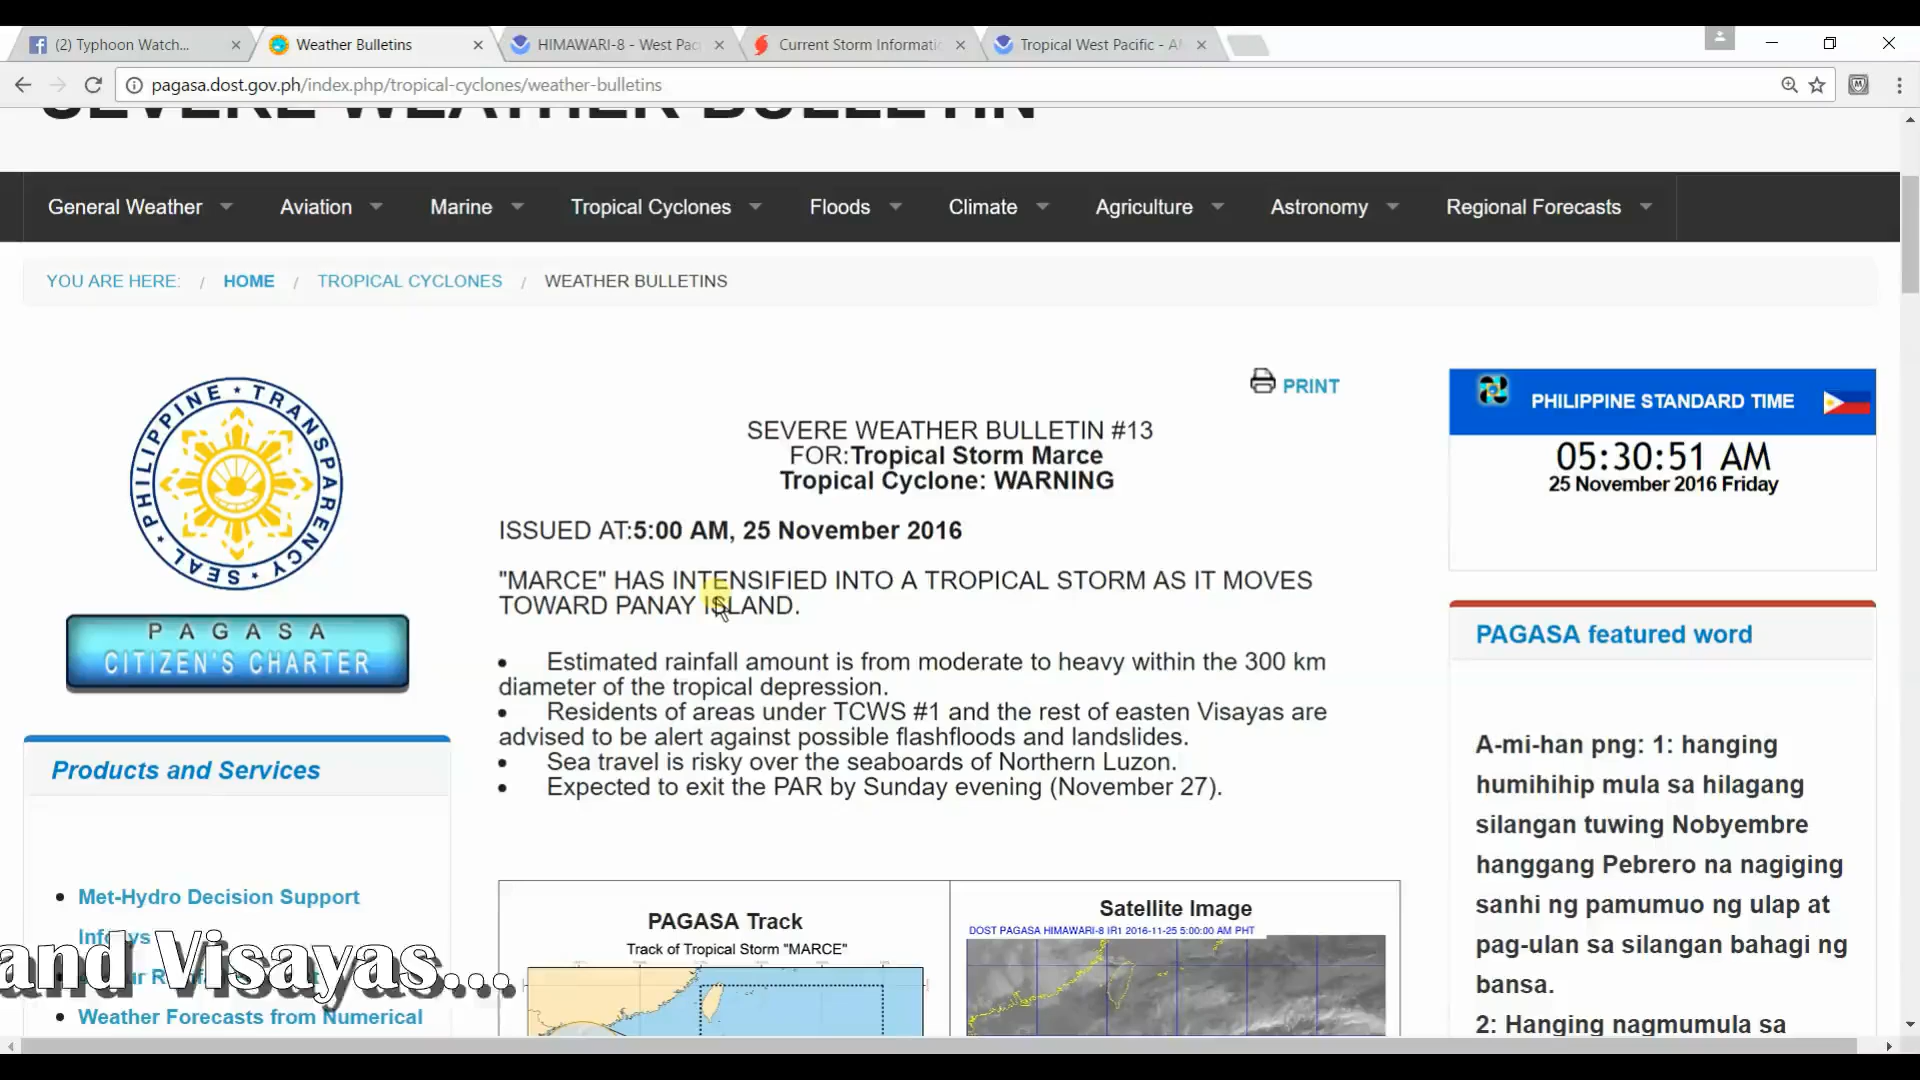 (2) Typhoon Watch...
Weather Bulletins
HIMAWARI-8 - West Pac
Current Storm Informati
Tropical West Pacific - A
pagasa.dost.gov.ph/index.php/tropical-cyclones/weather-bulletins
SEVERE WEATHER BULLETIN
General Weather
Aviation
Marine
Tropical Cyclones
Floods
Climate
Agriculture
Astronomy
Regional Forecasts
YOU ARE HERE: / HOME / TROPICAL CYCLONES / WEATHER BULLETINS
PHILIPPINE TRANSPARENCY SEAL
PAGASA
CITIZEN'S CHARTER
Products and Services
• Met-Hydro Decision Support
Infosys
• Weather Forecasts from Numerical
and Visayas...
PRINT
SEVERE WEATHER BULLETIN #13
FOR:Tropical Storm Marce
Tropical Cyclone: WARNING
ISSUED AT:5:00 AM, 25 November 2016
"MARCE" HAS INTENSIFIED INTO A TROPICAL STORM AS IT MOVES
TOWARD PANAY ISLAND.
• Estimated rainfall amount is from moderate to heavy within the 300 km
diameter of the tropical depression.
• Residents of areas under TCWS #1 and the rest of easten Visayas are
advised to be alert against possible flashfloods and landslides.
• Sea travel is risky over the seaboards of Northern Luzon.
• Expected to exit the PAR by Sunday evening (November 27).
PAGASA Track
Track of Tropical Storm "MARCE"
Satellite Image
DOST PAGASA HIMAWARI-8 IR1 2016-11-25 5:00:00 AM PHT
PHILIPPINE STANDARD TIME
05:30:51 AM
25 November 2016 Friday
PAGASA featured word
A-mi-han png: 1: hanging
humihihip mula sa hilagang
silangan tuwing Nobyembre
hanggang Pebrero na nagiging
sanhi ng pamumuo ng ulap at
pag-ulan sa silangan bahagi ng
bansa.
2: Hanging nagmumula sa